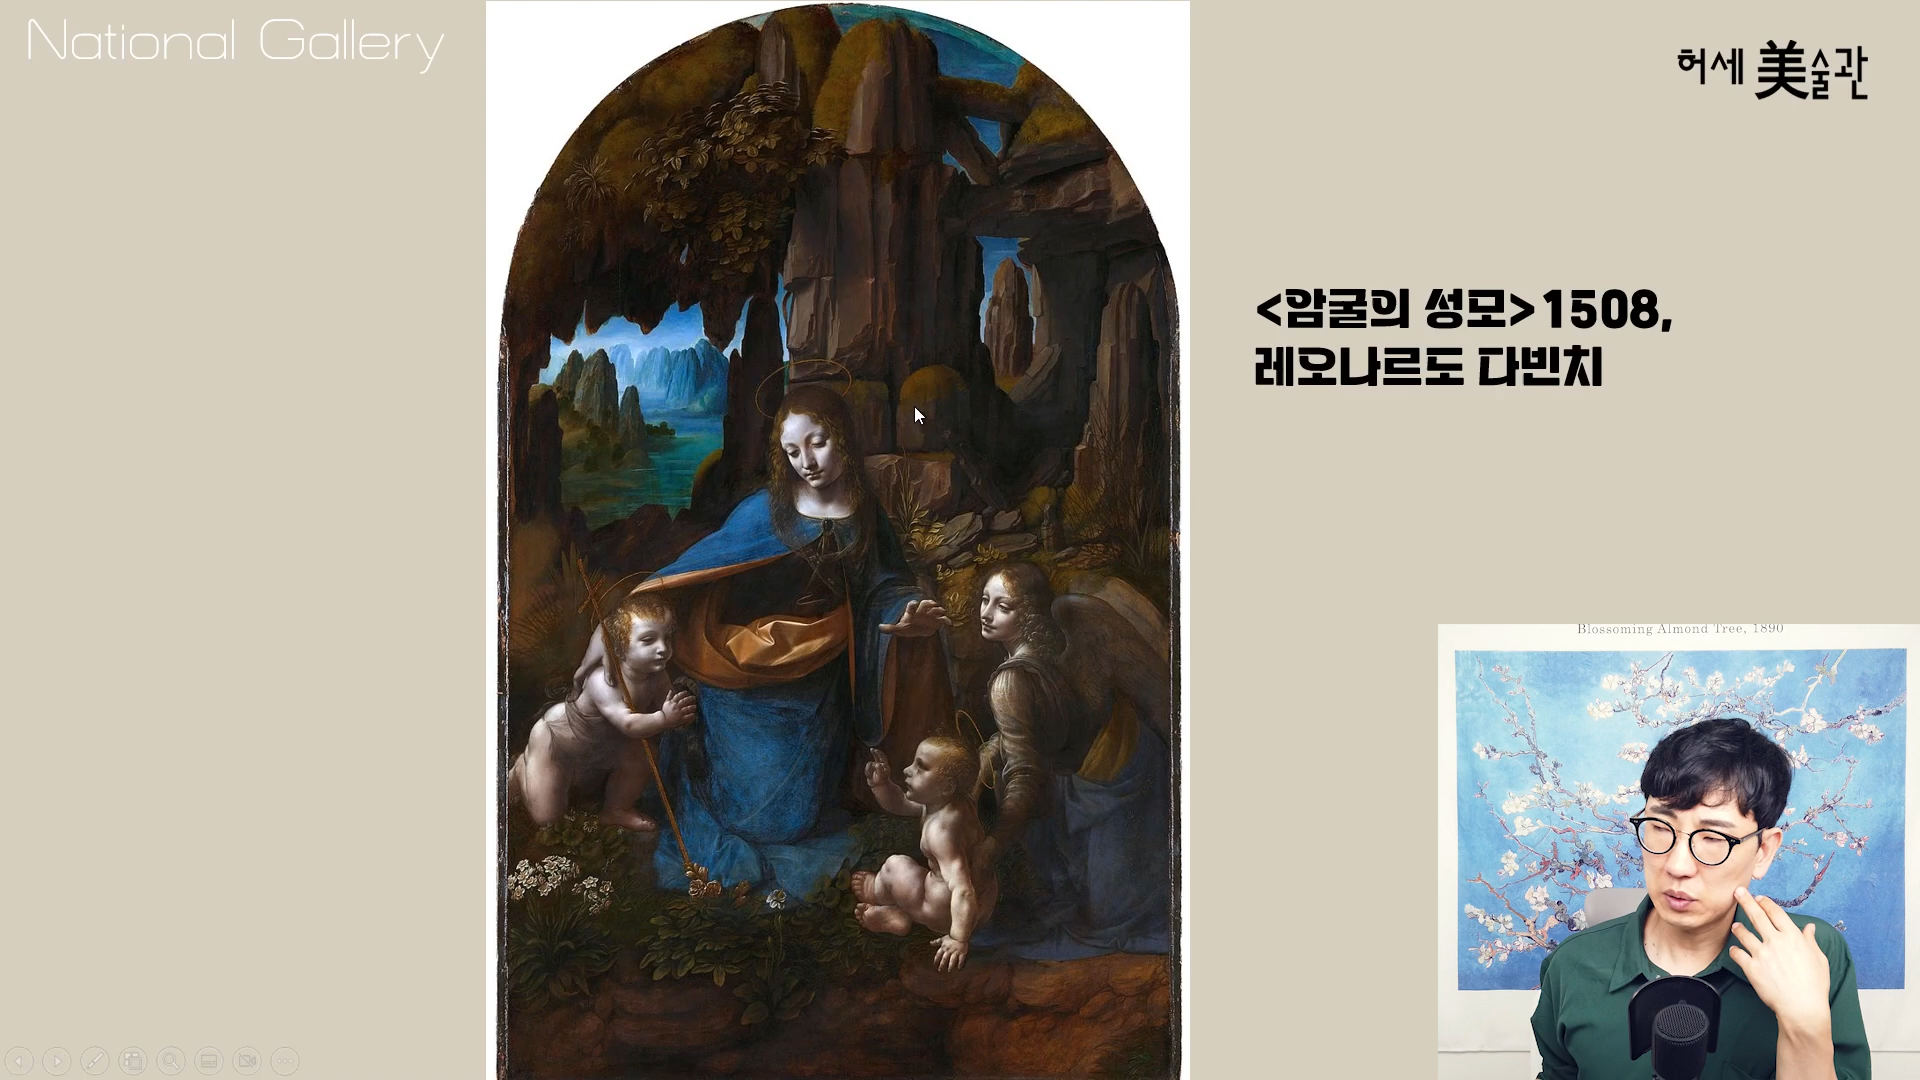 National Gallery
허세 美술관
<암굴의 성모>1508,
레오나르도 다빈치
Blossoming Almond Tree, 1890